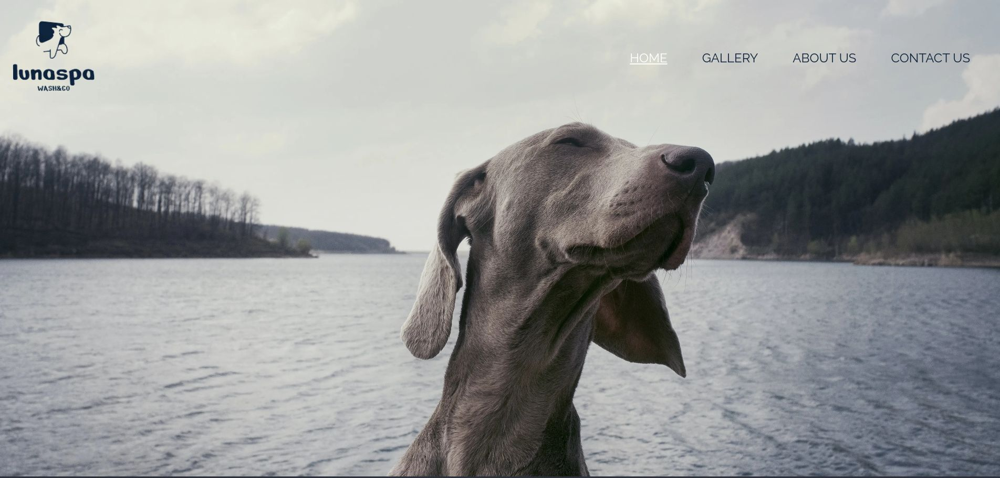 lunaspa
WASH&CO
HOME GALLERY ABOUT US CONTACT US